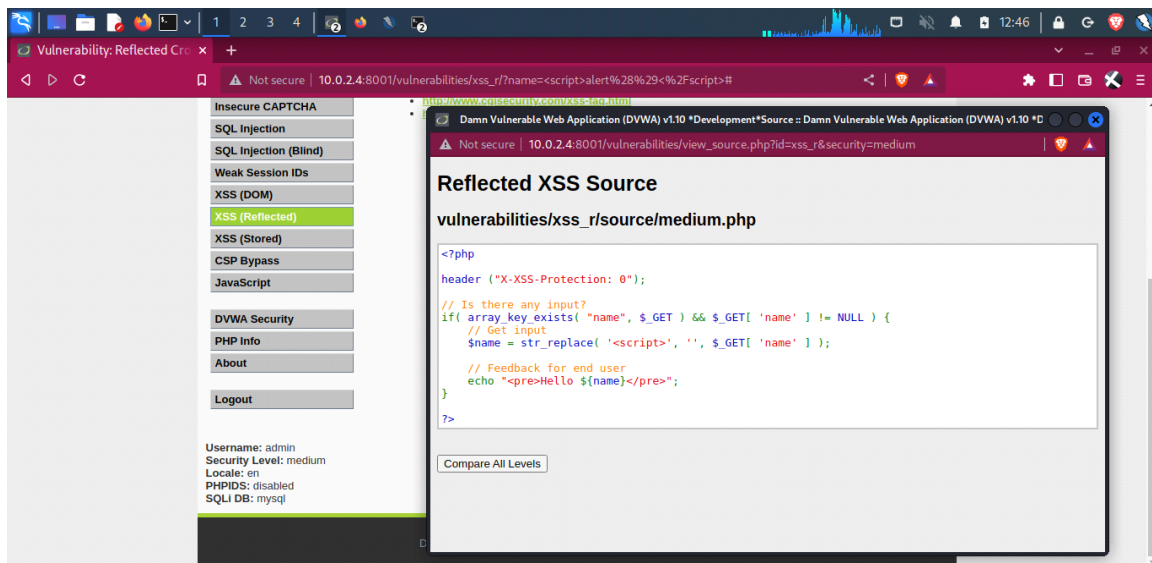 1 2 3 4 12:46
Vulnerability: Reflected Cro
Not secure 10.0.2.4:8001/vulnerabilities/xss_r/?name=<script>alert%28%29<%2Fscript>#
Insecure CAPTCHA
SQL Injection
SQL Injection (Blind)
Weak Session IDs
XSS (DOM)
XSS (Reflected)
XSS (Stored)
CSP Bypass
JavaScript
DVWA Security
PHP Info
About
Logout
Username: admin
Security Level: medium
Locale: en
PHPIDS: disabled
SQLi DB: mysql
http://www.cgisecurity.com/xss-faq.html
Damn Vulnerable Web Application (DVWA) v1.10 *Development*Source :: Damn Vulnerable Web Application (DVWA) v1.10 *D
Not secure 10.0.2.4:8001/vulnerabilities/view_source.php?id=xss_r&security=medium
Reflected XSS Source
vulnerabilities/xss_r/source/medium.php
<?php
header ("X-XSS-Protection: 0");
// Is there any input?
if( array_key_exists( "name", $_GET ) && $_GET[ 'name' ] != NULL ) {
// Get input
$name = str_replace( '<script>', '', $_GET[ 'name' ] );
// Feedback for end user
echo "<pre>Hello ${name}</pre>";
}
?>
Compare All Levels